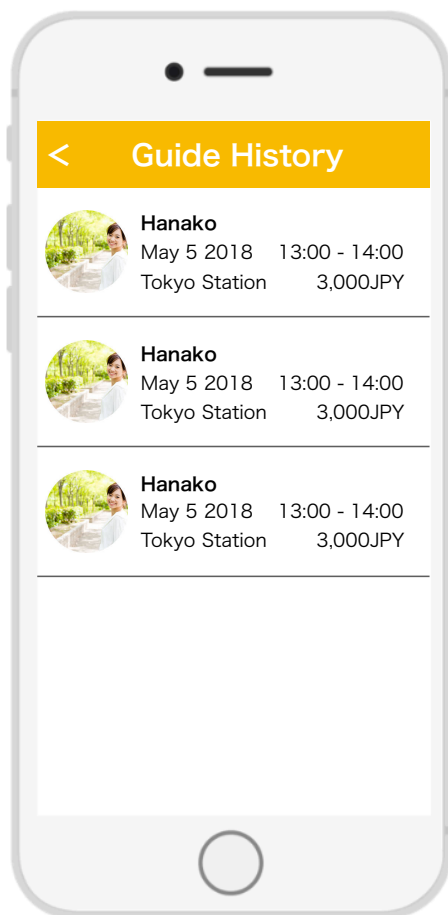 < Guide History
Hanako
May 5 2018 13:00 - 14:00
Tokyo Station 3,000JPY
Hanako
May 5 2018 13:00 - 14:00
Tokyo Station 3,000JPY
Hanako
May 5 2018 13:00 - 14:00
Tokyo Station 3,000JPY